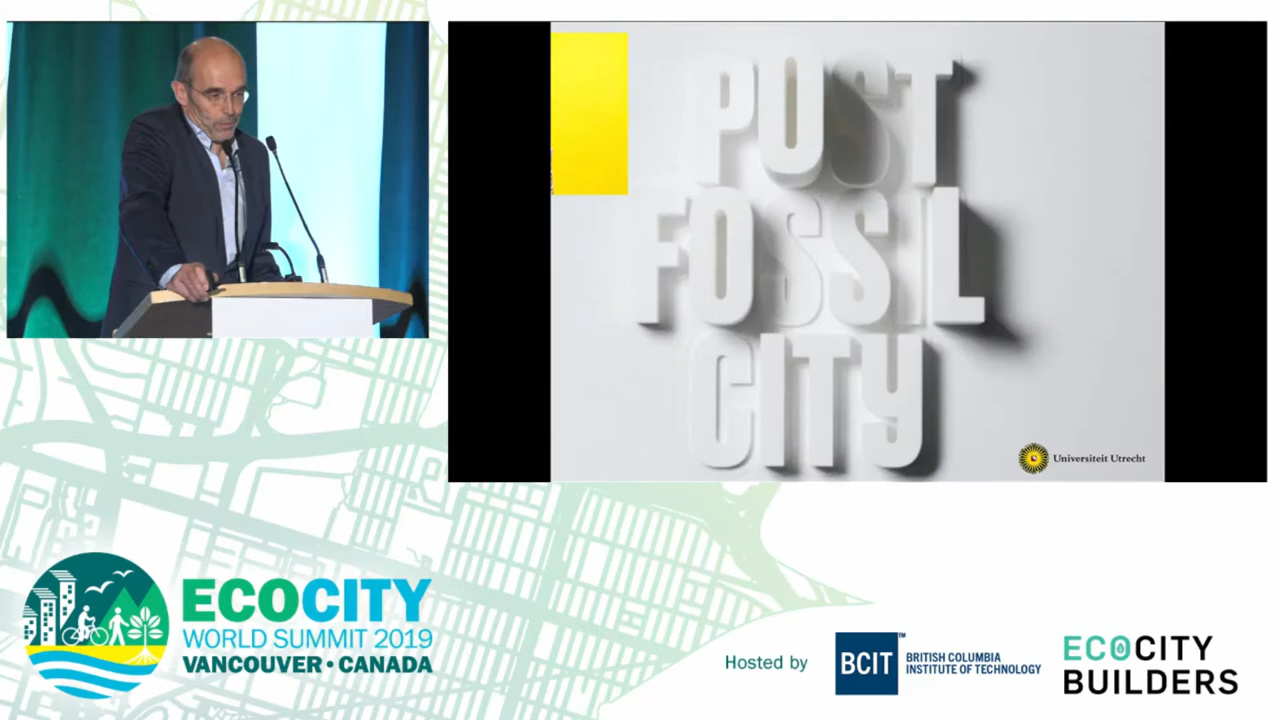 POST
FOSSIL
CITY
Universiteit Utrecht
ECOCITY
WORLD SUMMIT 2019
VANCOUVER • CANADA
Hosted by
BCIT™
BRITISH COLUMBIA
INSTITUTE OF TECHNOLOGY
ECOCITY
BUILDERS